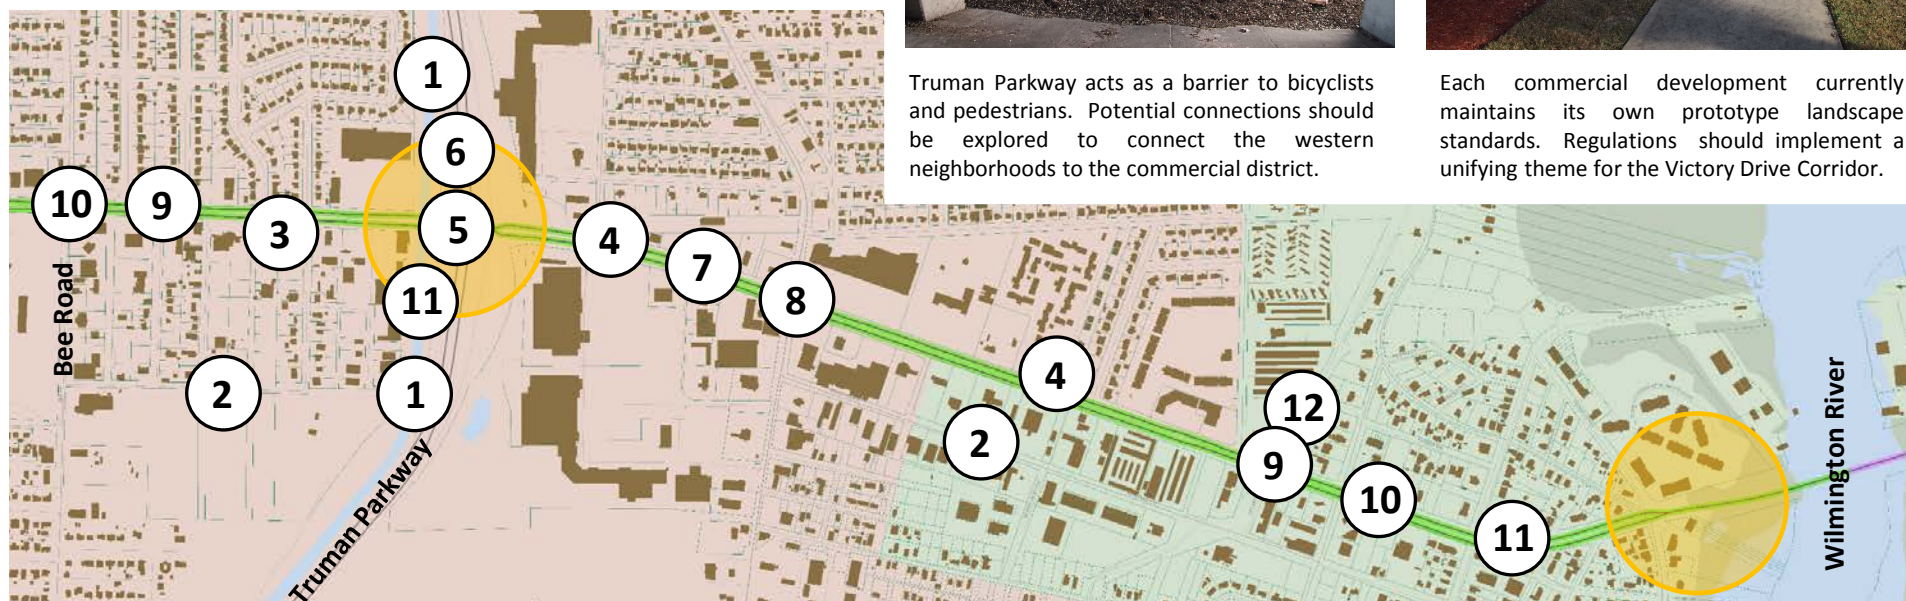 Truman Parkway acts as a barrier to bicyclists
and pedestrians. Potential connections should
be explored to connect the western
neighborhoods to the commercial district.
Each commercial development currently
maintains its own prototype landscape
standards. Regulations should implement a
unifying theme for the Victory Drive Corridor.
1
6
10
9
3
5
4
7
11
8
Bee Road
2
1
4
2
12
9
10
11
Truman Parkway
Wilmington River